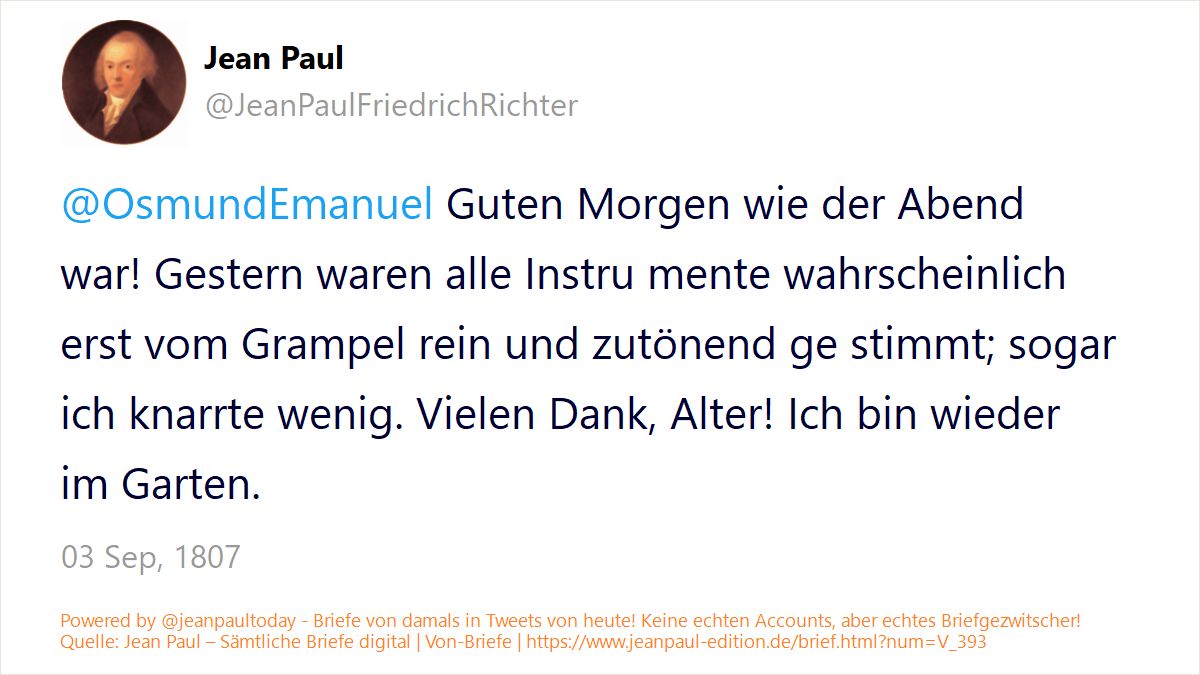 Jean Paul
@JeanPaulFriedrichRichter
@OsmundEmanuel Guten Morgen wie der Abend
war! Gestern waren alle Instru mente wahrscheinlich
erst vom Grampel rein und zutönend ge stimmt; sogar
ich knarrte wenig. Vielen Dank, Alter! Ich bin wieder
im Garten.
03 Sep, 1807
Powered by @jeanpaultoday - Briefe von damals in Tweets von heute! Keine echten Accounts, aber echtes Briefgezwitscher!
Quelle: Jean Paul – Sämtliche Briefe digital | Von-Briefe | https://www.jeanpaul-edition.de/brief.html?num=V_393